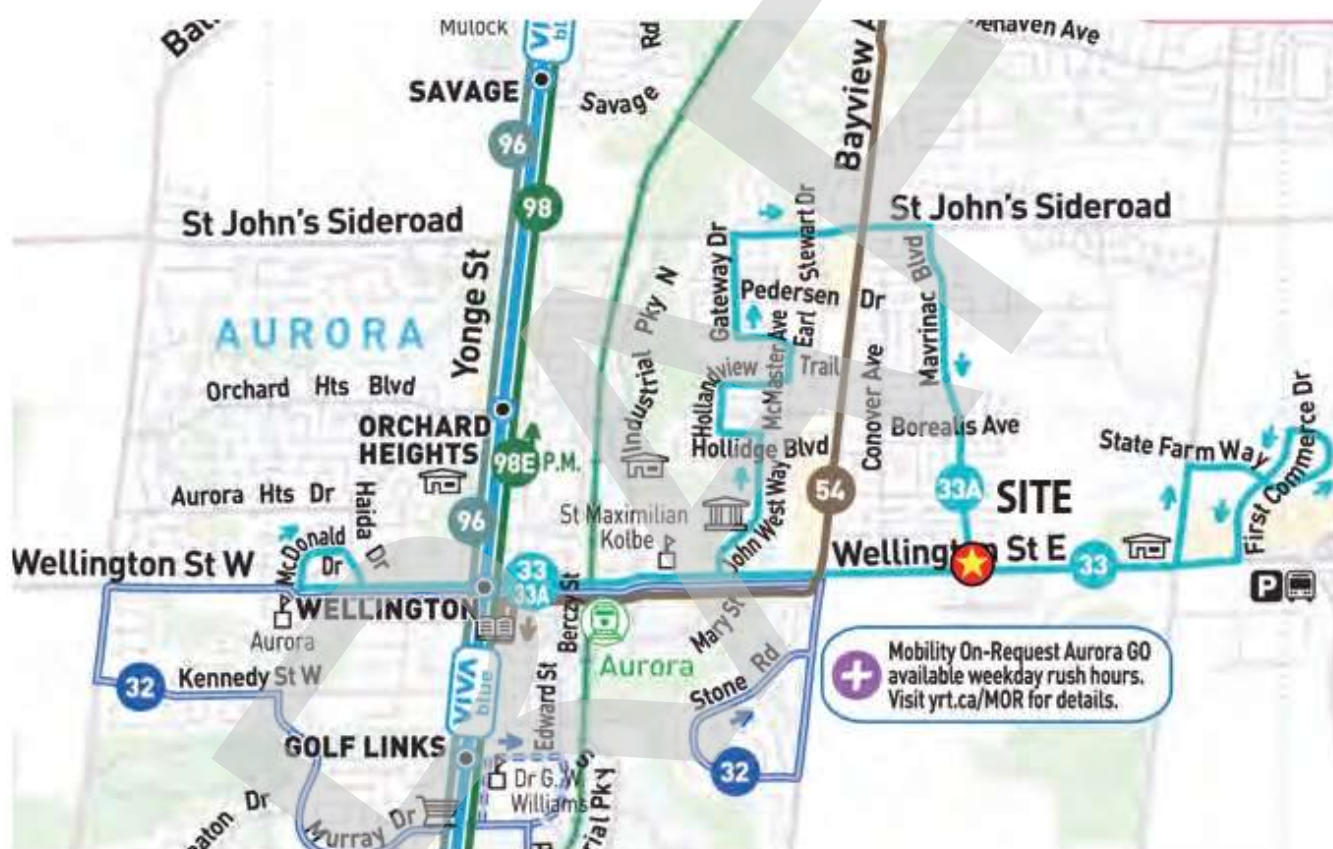 Mulock
Rd
SAVAGE
Savage
96
Bayview
98
St John's Sideroad
St John's Sideroad
Yonge St
Industrial Pky N
Gateway Dr
Earl Stewart Dr
Pedersen Dr
Mavrinac Blvd
AURORA
Orchard Hts Blvd
Hollandview Trail
McMaster Ave
Conover Ave
ORCHARD
HEIGHTS
98E
P.M.
Hollidge Blvd
Borealis Ave
State Farm Way
First Commerce Dr
Aurora Hts Dr
Haida Dr
96
St Maximilian
Kolbe
John West Way
54
33A
SITE
Wellington St W
McDonald
Dr
33
33A
Wellington St E
33
P
WELLINGTON
Aurora
Berczy St
Mary St
Aurora
Mobility On-Request Aurora GO
available weekday rush hours.
Visit yrt.ca/MOR for details.
32
Kennedy St W
VIVA
blue
Edward St
Stone Rd
GOLF LINKS
32
Dr G. W
Williams
Murray Dr
DRAFT